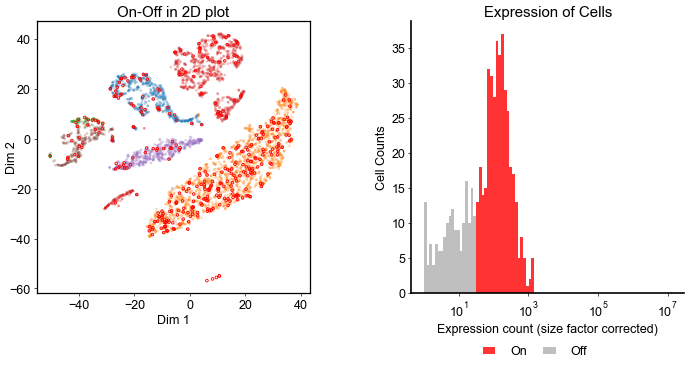 On-Off in 2D plot
40
20
0
−20
−40
−60
Dim 2
−40
−20
0
20
40
Dim 1
Expression of Cells
35
30
25
20
15
10
5
0
Cell Counts
10^1
10^3
10^5
10^7
Expression count (size factor corrected)
On
Off